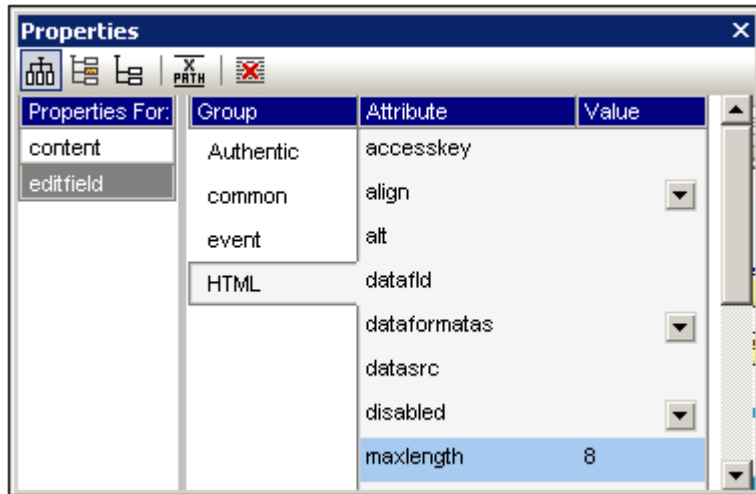 Properties
X
PATH
Properties For: Group Attribute Value
content Authentic accesskey
editfield common align
event alt
HTML datafld
dataformatas
datasrc
disabled
maxlength 8